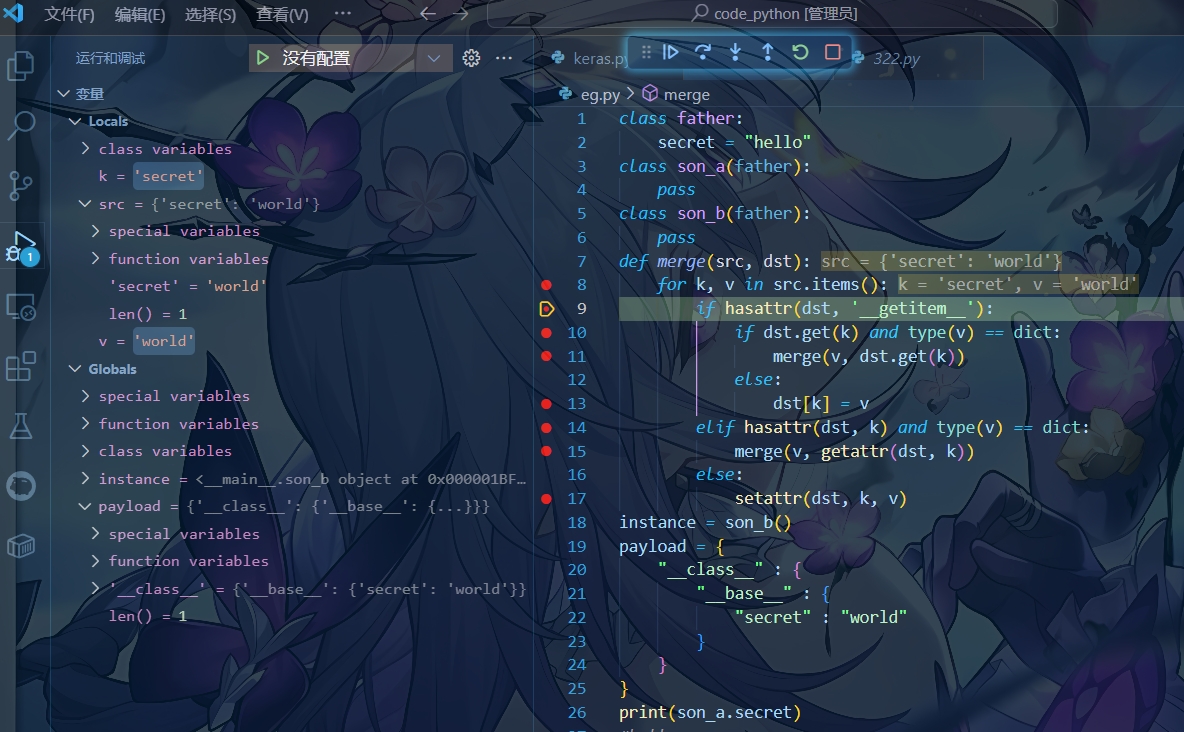 文件(F) 编辑(E) 选择(S) 查看(V) ··· code_python [管理员]
运行和调试 没有配置 ···
keras.py 322.py
eg.py > merge
变量
Locals
class variables
k = 'secret'
src = {'secret': 'world'}
special variables
function variables
'secret' = 'world'
len() = 1
v = 'world'
Globals
special variables
function variables
class variables
instance = <__main__.son_b object at 0x000001BF…
payload = {'__class__': {'__base__': {...}}}
special variables
function variables
'__class__' = {'__base__': {'secret': 'world'}}
len() = 1
1
1 class father:
2 secret = "hello"
3 class son_a(father):
4 pass
5 class son_b(father):
6 pass
7 def merge(src, dst): src = {'secret': 'world'}
8 for k, v in src.items(): k = 'secret', v = 'world'
9 if hasattr(dst, '__getitem__'):
10 if dst.get(k) and type(v) == dict:
11 merge(v, dst.get(k))
12 else:
13 dst[k] = v
14 elif hasattr(dst, k) and type(v) == dict:
15 merge(v, getattr(dst, k))
16 else:
17 setattr(dst, k, v)
18 instance = son_b()
19 payload = {
20 "__class__" : {
21 "__base__" : {
22 "secret" : "world"
23 }
24 }
25 }
26 print(son_a.secret)